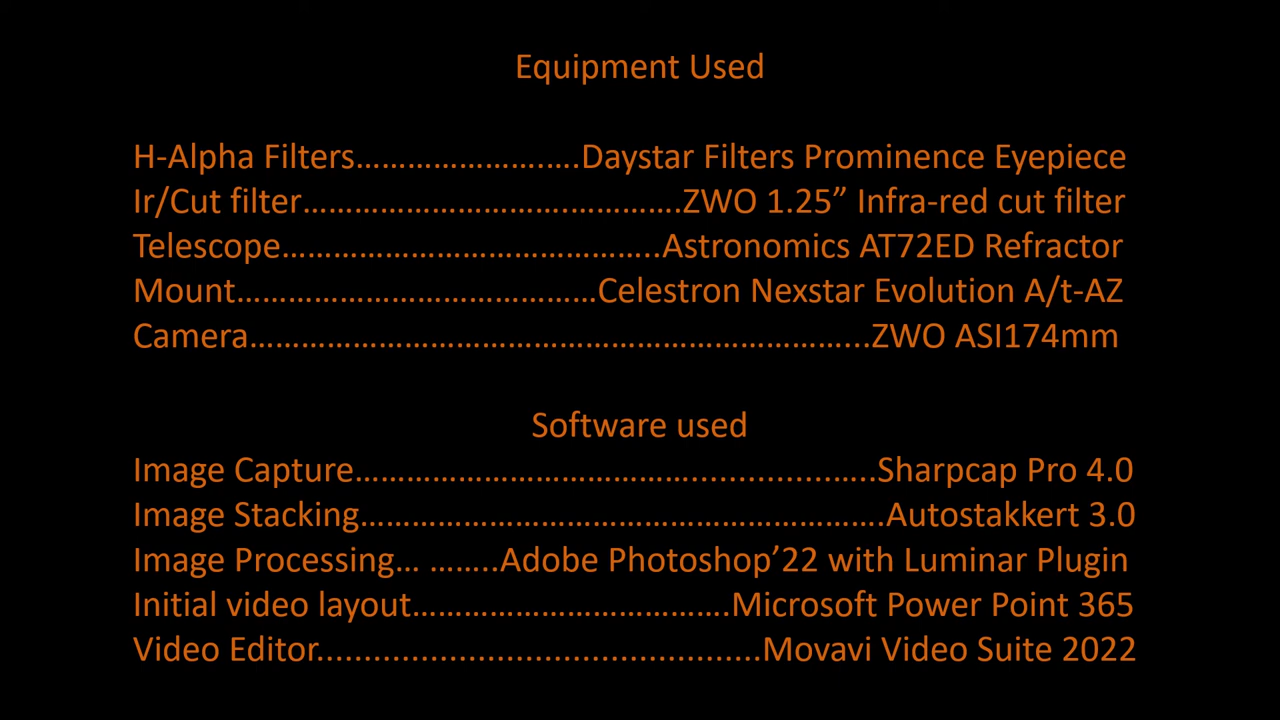 Equipment Used
H-Alpha Filters………………….….Daystar Filters Prominence Eyepiece
Ir/Cut filter………………………….………….ZWO 1.25” Infra-red cut filter
Telescope……………………………………..Astronomics AT72ED Refractor
Mount……………………………………Celestron Nexstar Evolution A/t-AZ
Camera……………………………………………………………...ZWO ASI174mm
Software used
Image Capture………………………………….................…..Sharpcap Pro 4.0
Image Stacking…………………………………………………….Autostakkert 3.0
Image Processing… ……..Adobe Photoshop’22 with Luminar Plugin
Initial video layout……………………………….Microsoft Power Point 365
Video Editor...........................................Movavi Video Suite 2022